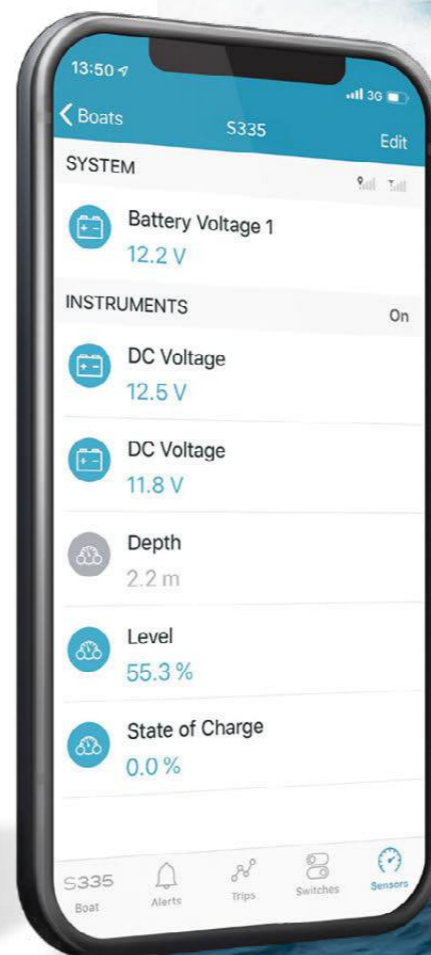 13:50
3G
Boats
S335
Edit
SYSTEM
Battery Voltage 1
12.2 V
INSTRUMENTS
On
DC Voltage
12.5 V
DC Voltage
11.8 V
Depth
2.2 m
Level
55.3 %
State of Charge
0.0 %
S335
Boat
Alerts
Trips
Switches
Sensors